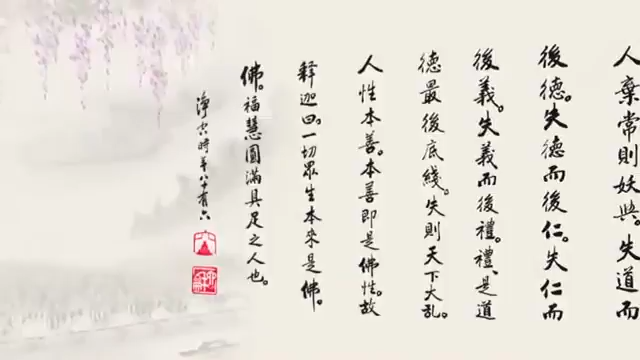 人棄常則妖興。失道而
後德。失德而後仁。失仁而
後義。失義而後禮。禮、是道
德最後底綫。失則天下大亂。
人性本善。本善即是佛性。故
釋迦曰。一切眾生本來是佛。
佛。福慧圓滿具足之人也。
淨空時年八十有六